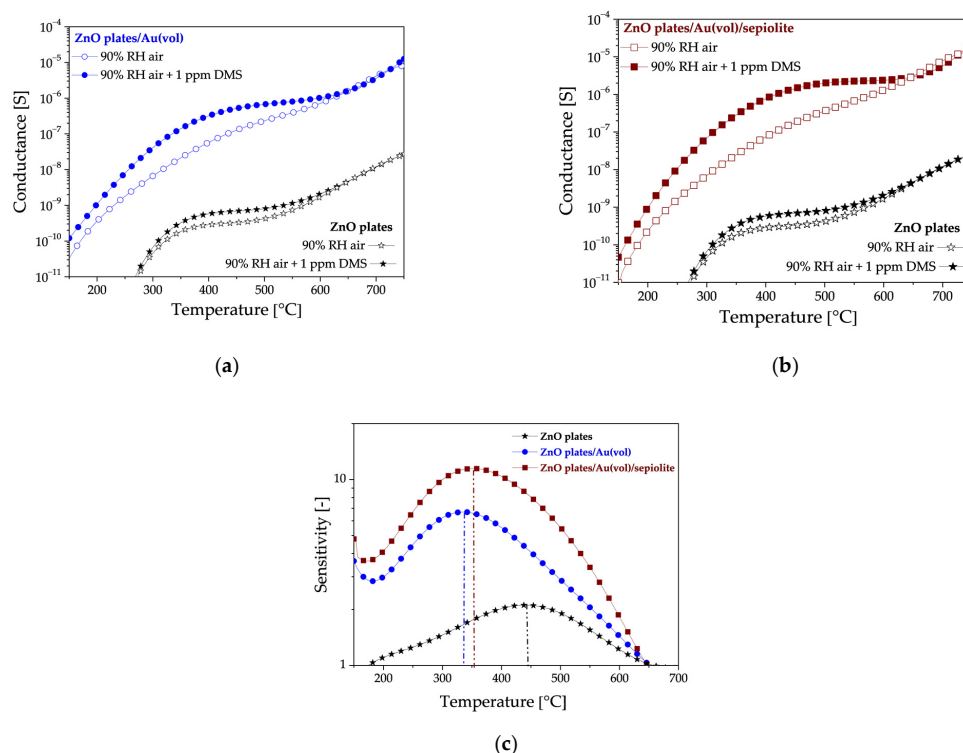 (a)
ZnO plates/Au(vol)
90% RH air
90% RH air + 1 ppm DMS
ZnO plates
90% RH air
90% RH air + 1 ppm DMS
Conductance [S]
10⁻⁴
10⁻⁵
10⁻⁶
10⁻⁷
10⁻⁸
10⁻⁹
10⁻¹⁰
10⁻¹¹
200 300 400 500 600 700
Temperature [°C]
(b)
ZnO plates/Au(vol)/sepiolite
90% RH air
90% RH air + 1 ppm DMS
ZnO plates
90% RH air
90% RH air + 1 ppm DMS
Conductance [S]
10⁻⁴
10⁻⁵
10⁻⁶
10⁻⁷
10⁻⁸
10⁻⁹
10⁻¹⁰
10⁻¹¹
200 300 400 500 600 700
Temperature [°C]
ZnO plates
ZnO plates/Au(vol)
ZnO plates/Au(vol)/sepiolite
Sensitivity [-]
10
1
200 300 400 500 600 700
Temperature [°C]
(a)
(b)
(c)